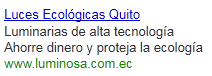 Luces Ecológicas Quito
Luminarias de alta tecnología
Ahorre dinero y proteja la ecología
www.luminosa.com.ec